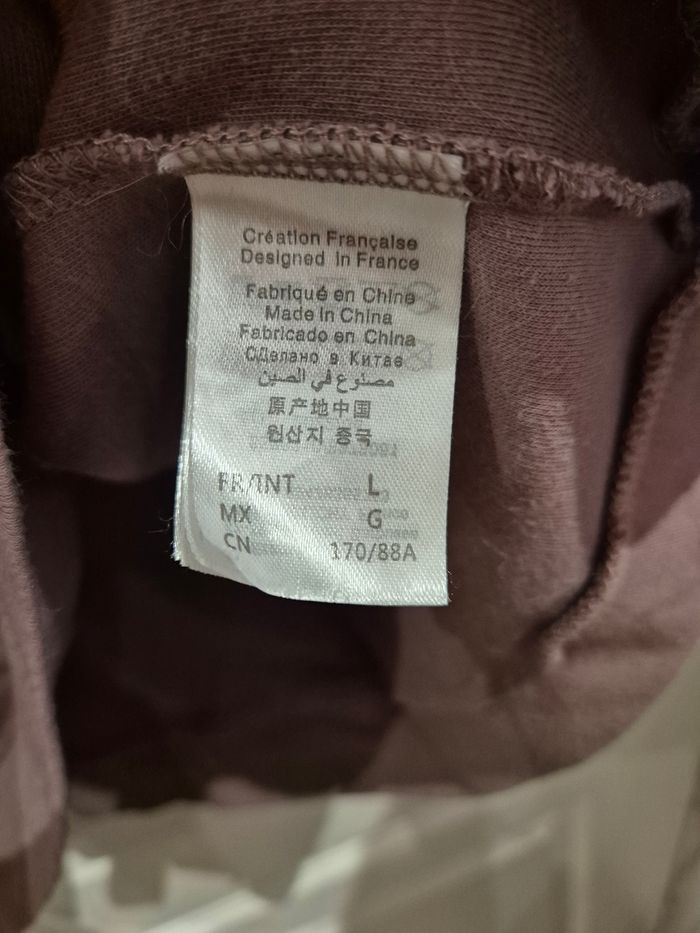 Création Française
Designed in France
Fabriqué en Chine
Made in China
Fabricado en China
Сделано в Китае
مصنوع في الصين
原产地中国
원산지 중국
FR/INT L
MX G
CN 170/88A